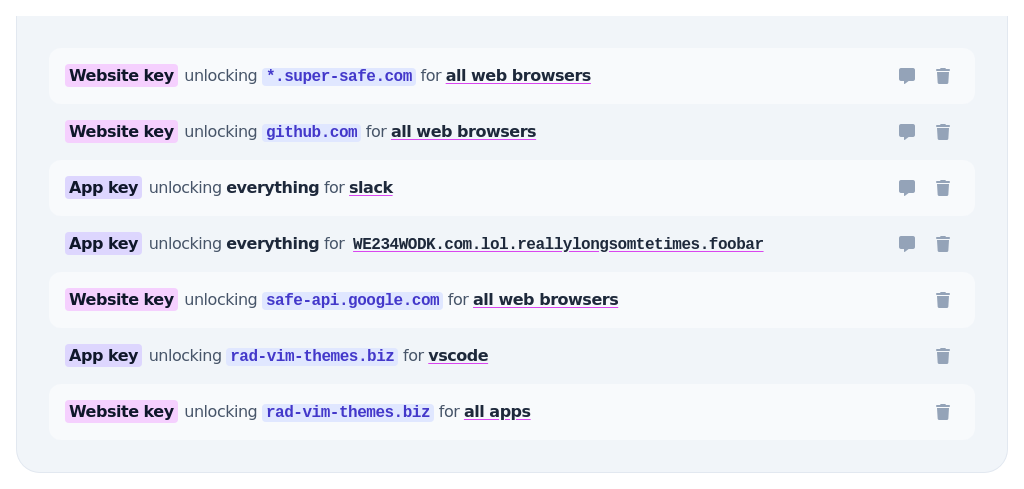 Website key unlocking *.super-safe.com for all web browsers
Website key unlocking github.com for all web browsers
App key unlocking everything for slack
App key unlocking everything for WE234WODK.com.lol.reallylongsomtetimes.foobar
Website key unlocking safe-api.google.com for all web browsers
App key unlocking rad-vim-themes.biz for vscode
Website key unlocking rad-vim-themes.biz for all apps